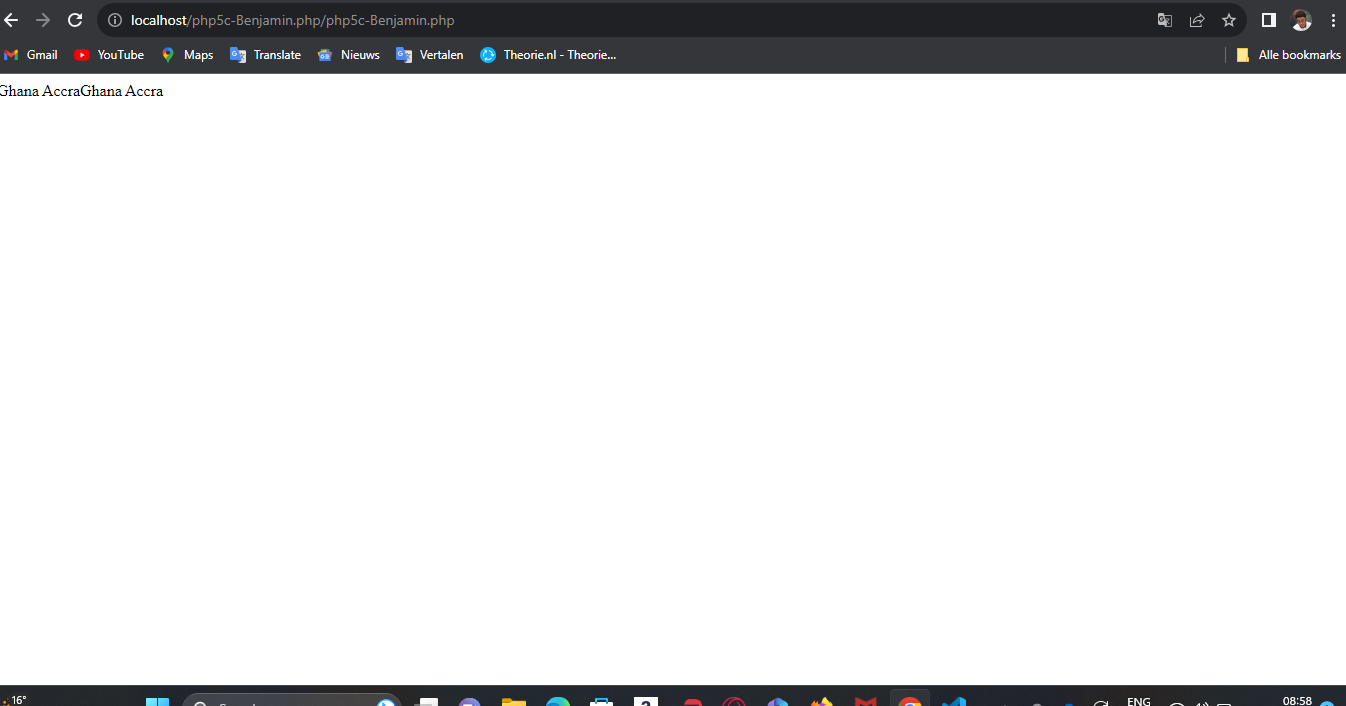 localhost/php5c-Benjamin.php/php5c-Benjamin.php
Gmail YouTube Maps Translate Nieuws Vertalen Theorie.nl - Theorie... Alle bookmarks
Ghana AccraGhana Accra
16° ENG 08:58